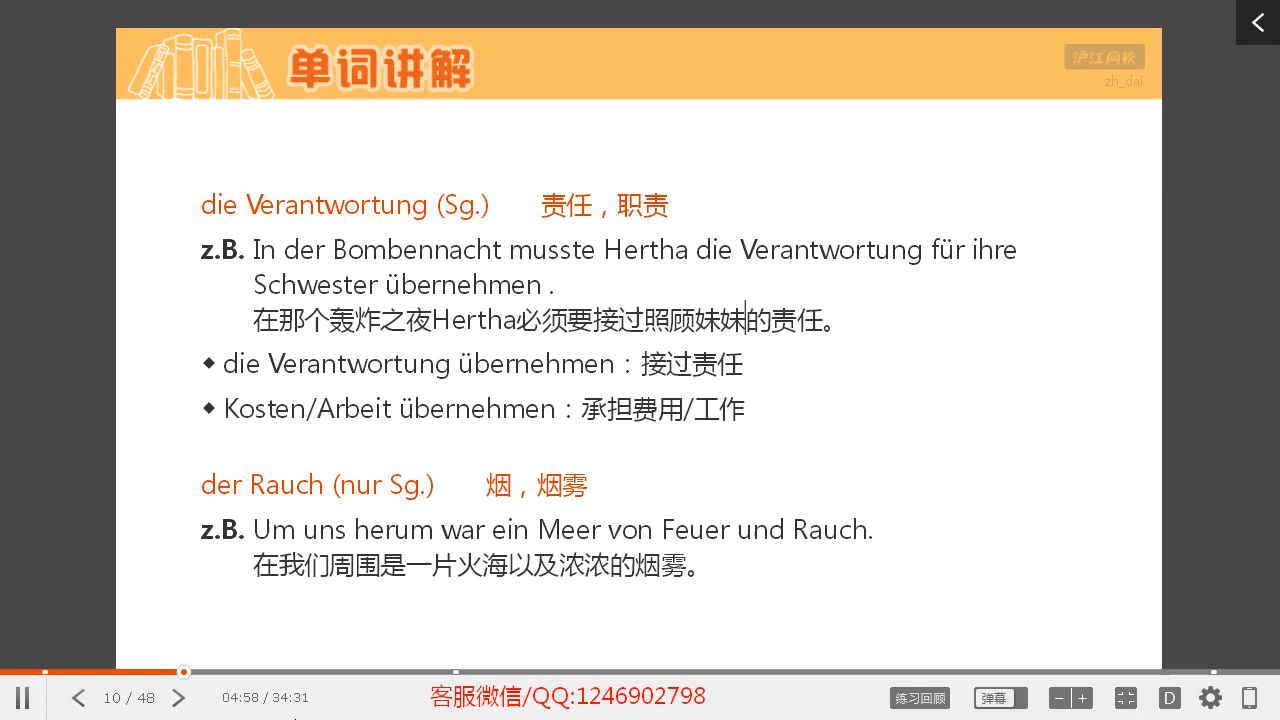 单词讲解
沪江网校
zh_dai
die Verantwortung (Sg.) 责任，职责
z.B. In der Bombennacht musste Hertha die Verantwortung für ihre
Schwester übernehmen .
在那个轰炸之夜Hertha必须要接过照顾妹妹的责任。
◆ die Verantwortung übernehmen：接过责任
◆ Kosten/Arbeit übernehmen：承担费用/工作
der Rauch (nur Sg.) 烟，烟雾
z.B. Um uns herum war ein Meer von Feuer und Rauch.
在我们周围是一片火海以及浓浓的烟雾。
10 / 48 04:58 / 34:31 客服微信/QQ:1246902798 练习回顾 弹幕 D